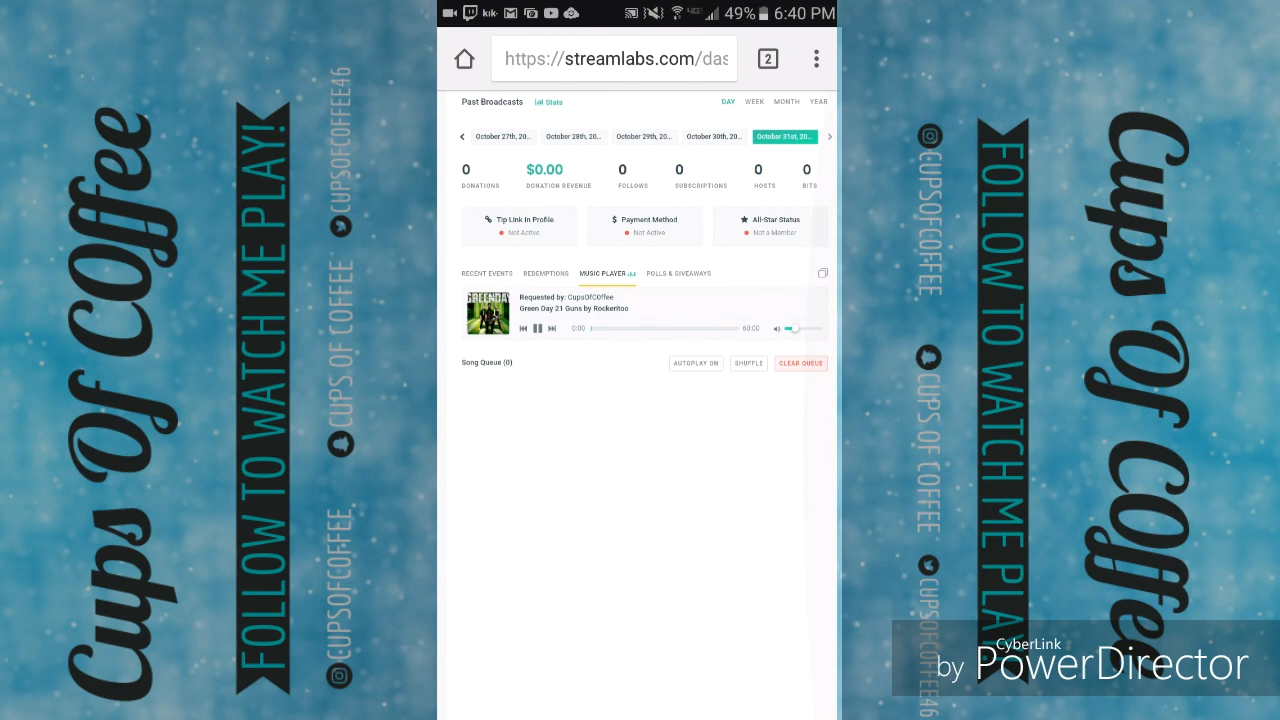 Cups Of COffee
FOLLOW TO WATCH ME PLAY!
CUPSOFCOFFEE CUPS OF COFFEE CUPSOFCOFFEE46
kik 4G 49% 6:40 PM
https://streamlabs.com/das
2
Past Broadcasts Stats DAY WEEK MONTH YEAR
October 27th, 20... October 28th, 20... October 29th, 20... October 30th, 20... October 31st, 20...
0 $0.00 0 0 0 0
DONATIONS DONATION REVENUE FOLLOWS SUBSCRIPTIONS HOSTS BITS
Tip Link In Profile $ Payment Method All-Star Status
Not Active Not Active Not a Member
RECENT EVENTS REDEMPTIONS MUSIC PLAYER POLLS & GIVEAWAYS
GREENDAY
Requested by: CupsOfC0ffee
Green Day 21 Guns by Rockeritoo
0:00 60:00
Song Queue (0) AUTOPLAY ON SHUFFLE CLEAR QUEUE
CUPSOFCOFFEE CUPS OF COFFEE CUPSOFCOFFEE46
FOLLOW TO WATCH ME PLA
Cups Of COffee
CyberLink
by PowerDirector